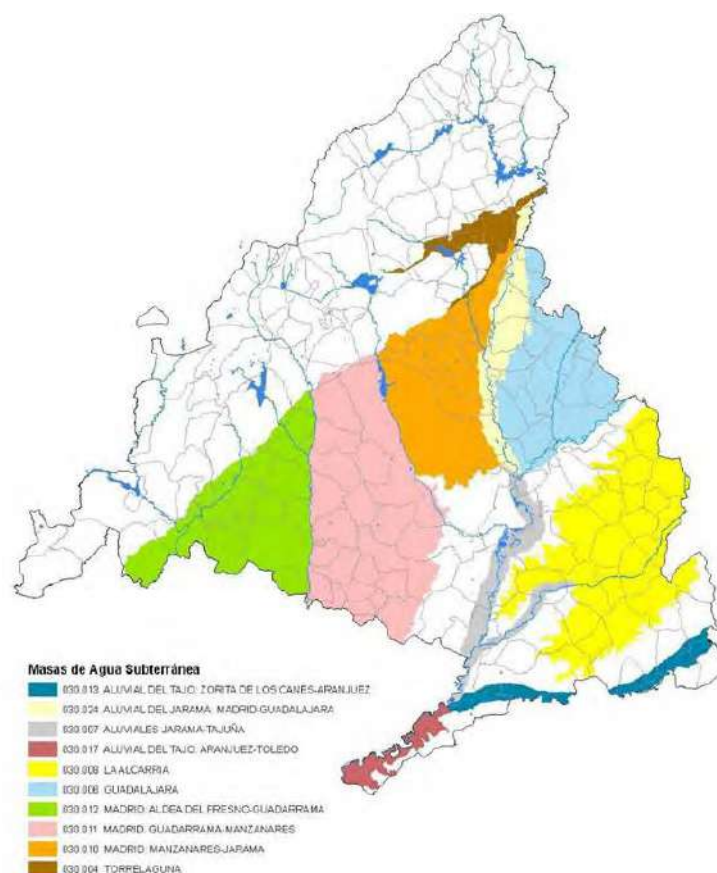 Masas de Agua Subterránea
030.013 ALUVIAL DEL TAJO: ZORITA DE LOS CANES-ARANJUEZ
030.024 ALUVIAL DEL JARAMA: MADRID-GUADALAJARA
030.007 ALUVIALES JARAMA-TAJUÑA
030.017 ALUVIAL DEL TAJO: ARANJUEZ-TOLEDO
030.008 LA ALCARRIA
030.006 GUADALAJARA
030.012 MADRID: ALDEA DEL FRESNO-GUADARRAMA
030.011 MADRID: GUADARRAMA-MANZANARES
030.010 MADRID: MANZANARES-JARAMA
030.004 TORRELAGUNA